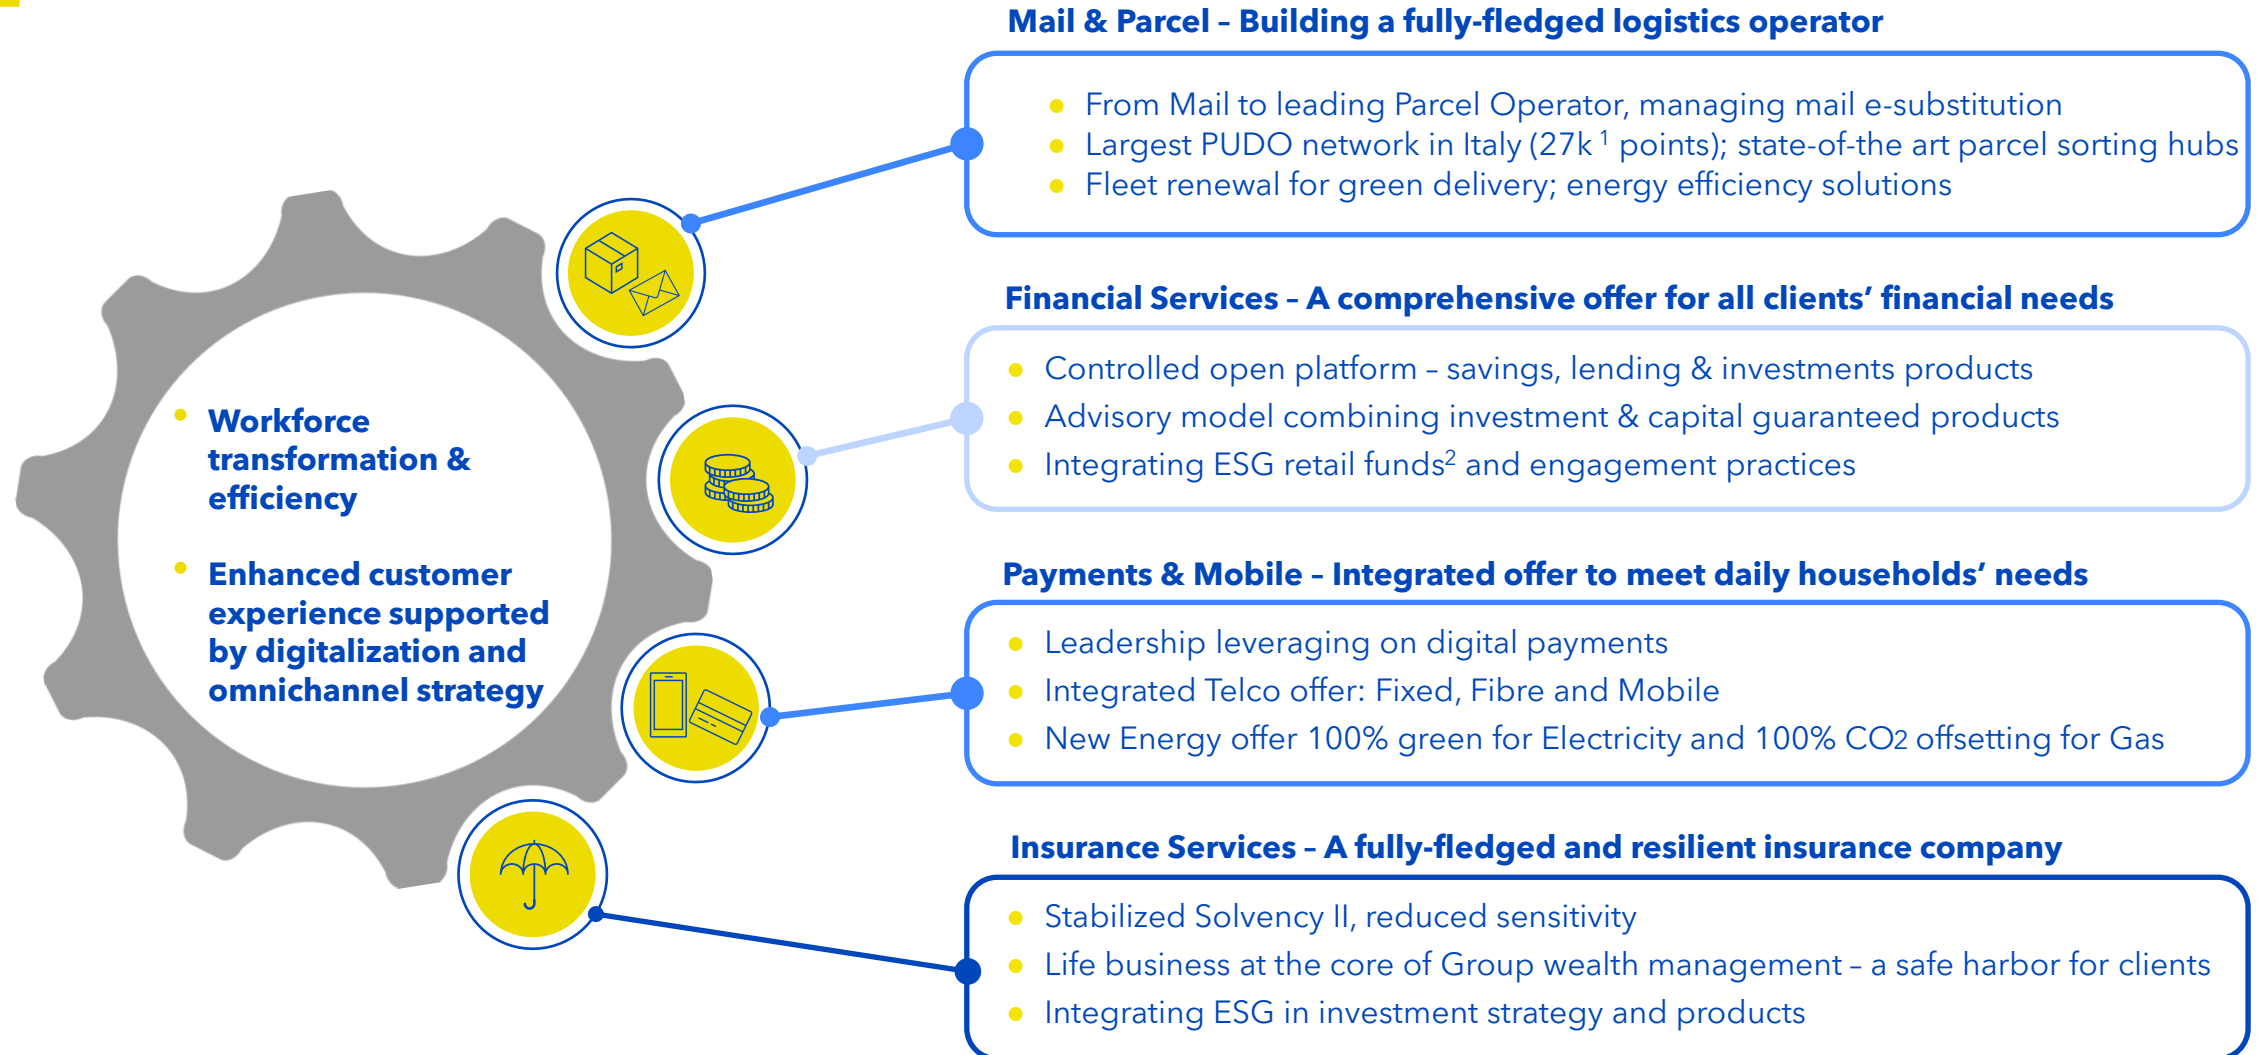 Mail & Parcel – Building a fully-fledged logistics operator
From Mail to leading Parcel Operator, managing mail e-substitution
Largest PUDO network in Italy (27k ¹ points); state-of-the art parcel sorting hubs
Fleet renewal for green delivery; energy efficiency solutions
Financial Services – A comprehensive offer for all clients’ financial needs
Controlled open platform – savings, lending & investments products
Advisory model combining investment & capital guaranteed products
Integrating ESG retail funds² and engagement practices
Workforce
transformation &
efficiency
Enhanced customer
experience supported
by digitalization and
omnichannel strategy
Payments & Mobile – Integrated offer to meet daily households’ needs
Leadership leveraging on digital payments
Integrated Telco offer: Fixed, Fibre and Mobile
New Energy offer 100% green for Electricity and 100% CO2 offsetting for Gas
Insurance Services – A fully-fledged and resilient insurance company
Stabilized Solvency II, reduced sensitivity
Life business at the core of Group wealth management – a safe harbor for clients
Integrating ESG in investment strategy and products